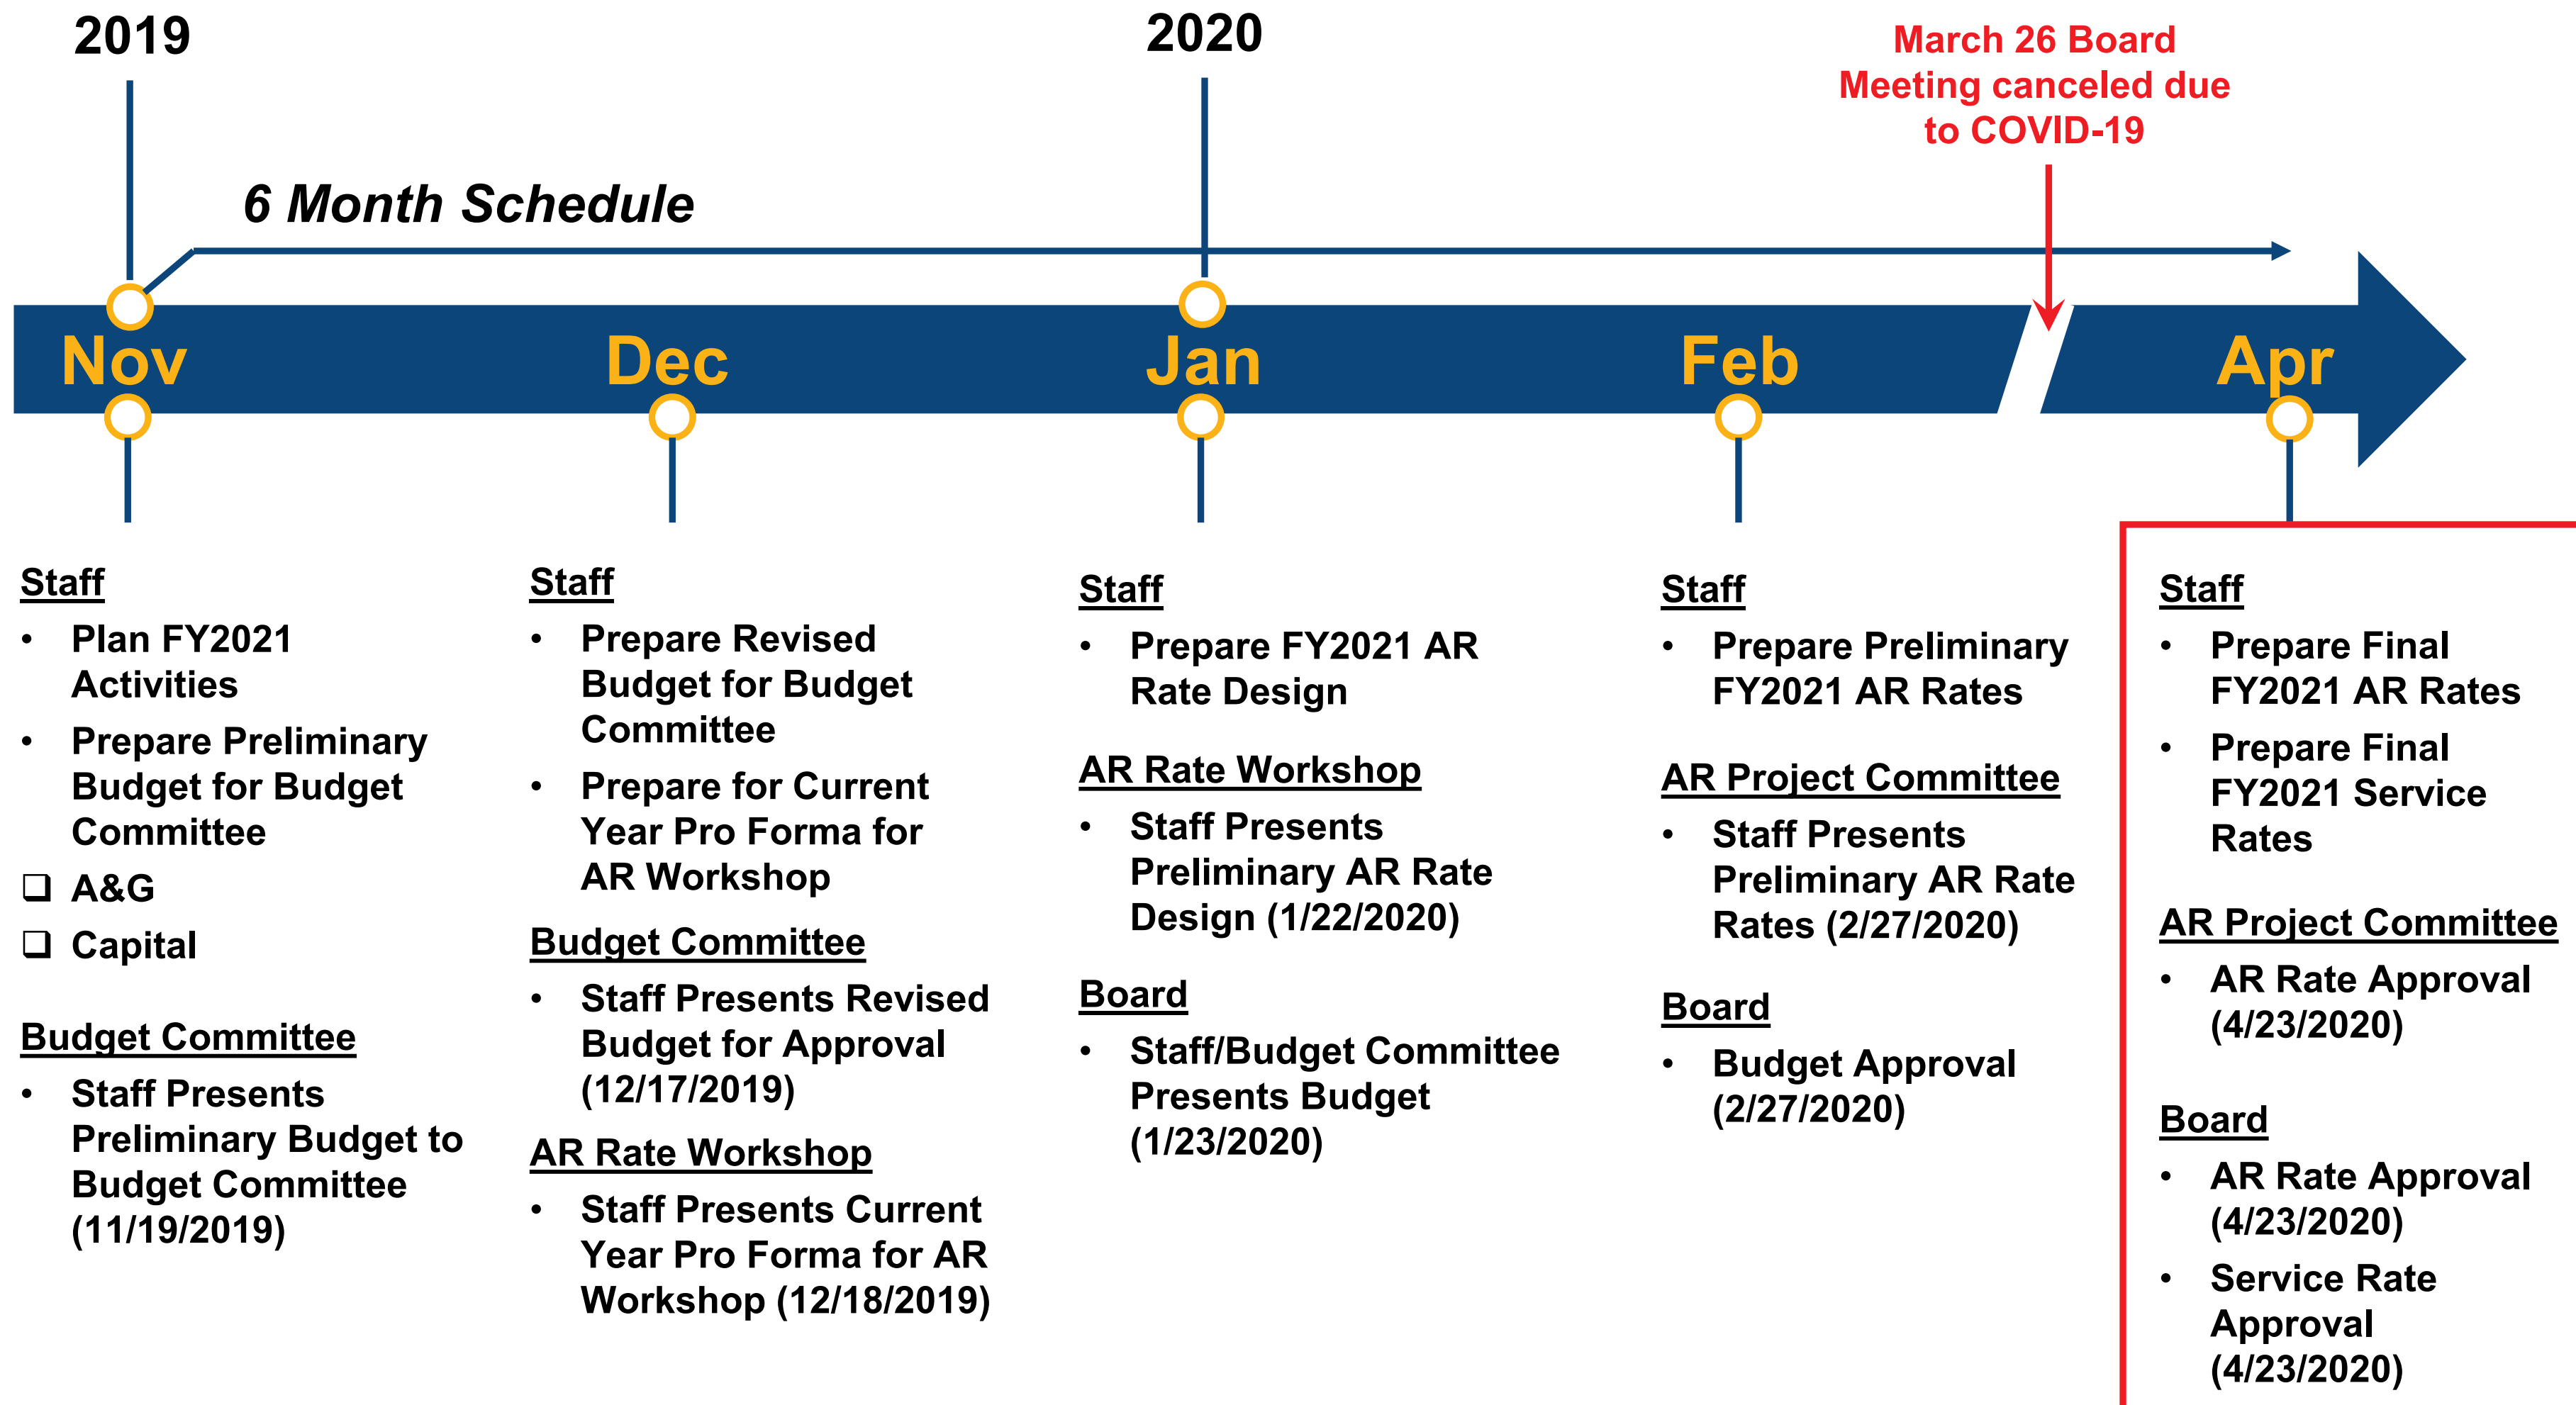 2019
2020
March 26 Board
Meeting canceled due
to COVID-19
6 Month Schedule
Nov
Dec
Jan
Feb
Apr
Staff
• Plan FY2021
Activities
• Prepare Preliminary
Budget for Budget
Committee
❑ A&G
❑ Capital
Budget Committee
• Staff Presents
Preliminary Budget to
Budget Committee
(11/19/2019)
Staff
• Prepare Revised
Budget for Budget
Committee
• Prepare for Current
Year Pro Forma for
AR Workshop
Budget Committee
• Staff Presents Revised
Budget for Approval
(12/17/2019)
AR Rate Workshop
• Staff Presents Current
Year Pro Forma for AR
Workshop (12/18/2019)
Staff
• Prepare FY2021 AR
Rate Design
AR Rate Workshop
• Staff Presents
Preliminary AR Rate
Design (1/22/2020)
Board
• Staff/Budget Committee
Presents Budget
(1/23/2020)
Staff
• Prepare Preliminary
FY2021 AR Rates
AR Project Committee
• Staff Presents
Preliminary AR Rate
Rates (2/27/2020)
Board
• Budget Approval
(2/27/2020)
Staff
• Prepare Final
FY2021 AR Rates
• Prepare Final
FY2021 Service
Rates
AR Project Committee
• AR Rate Approval
(4/23/2020)
Board
• AR Rate Approval
(4/23/2020)
• Service Rate
Approval
(4/23/2020)